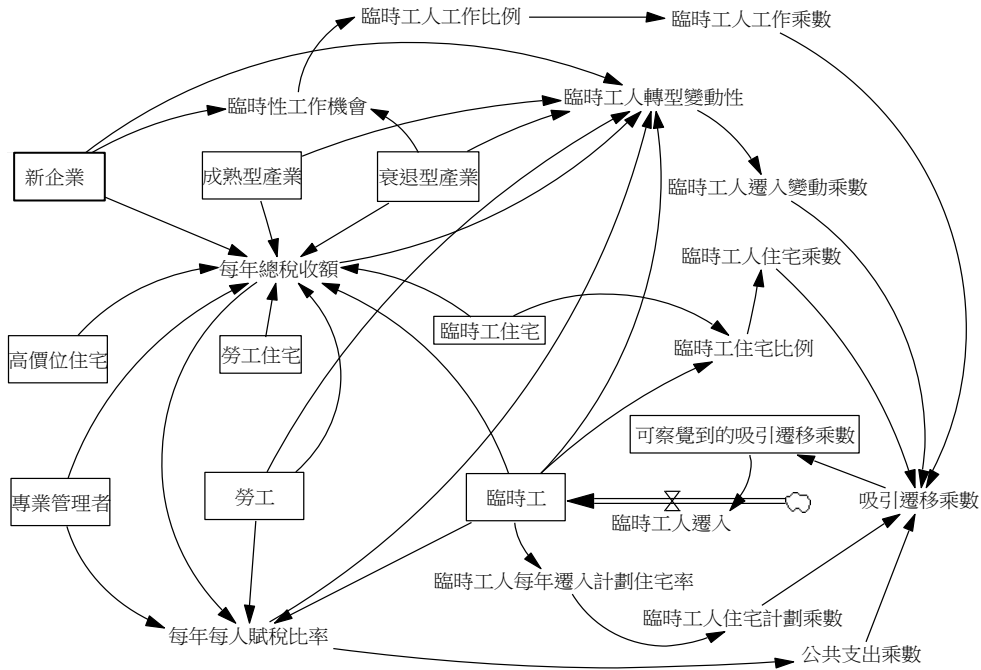 臨時工人工作比例
臨時工人工作乘數
臨時性工作機會
臨時工人轉型變動性
新企業
成熟型產業
衰退型產業
臨時工人遷入變動乘數
每年總稅收額
臨時工人住宅乘數
高價位住宅
勞工住宅
臨時工住宅
臨時工住宅比例
可察覺到的吸引遷移乘數
專業管理者
勞工
臨時工
臨時工人遷入
吸引遷移乘數
臨時工人每年遷入計劃住宅率
臨時工人住宅計劃乘數
每年每人賦稅比率
公共支出乘數